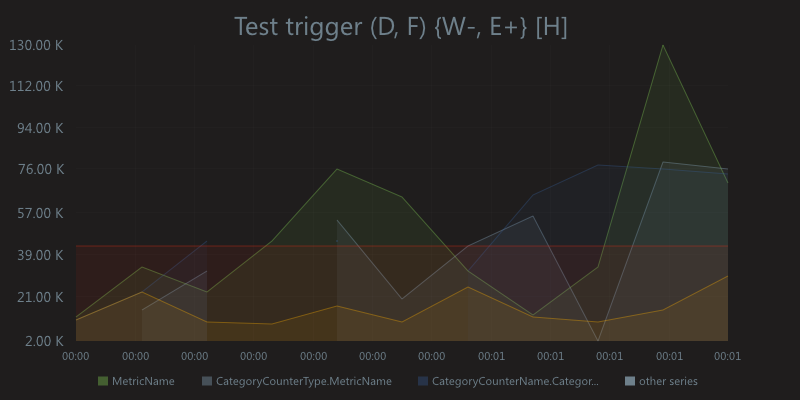 Test trigger (D, F) {W-, E+} [H]
130.00 K
112.00 K
94.00 K
76.00 K
57.00 K
39.00 K
21.00 K
2.00 K
00:00 00:00 00:00 00:00 00:00 00:00 00:00 00:01 00:01 00:01 00:01 00:01
MetricName CategoryCounterType.MetricName CategoryCounterName.Categor... other series